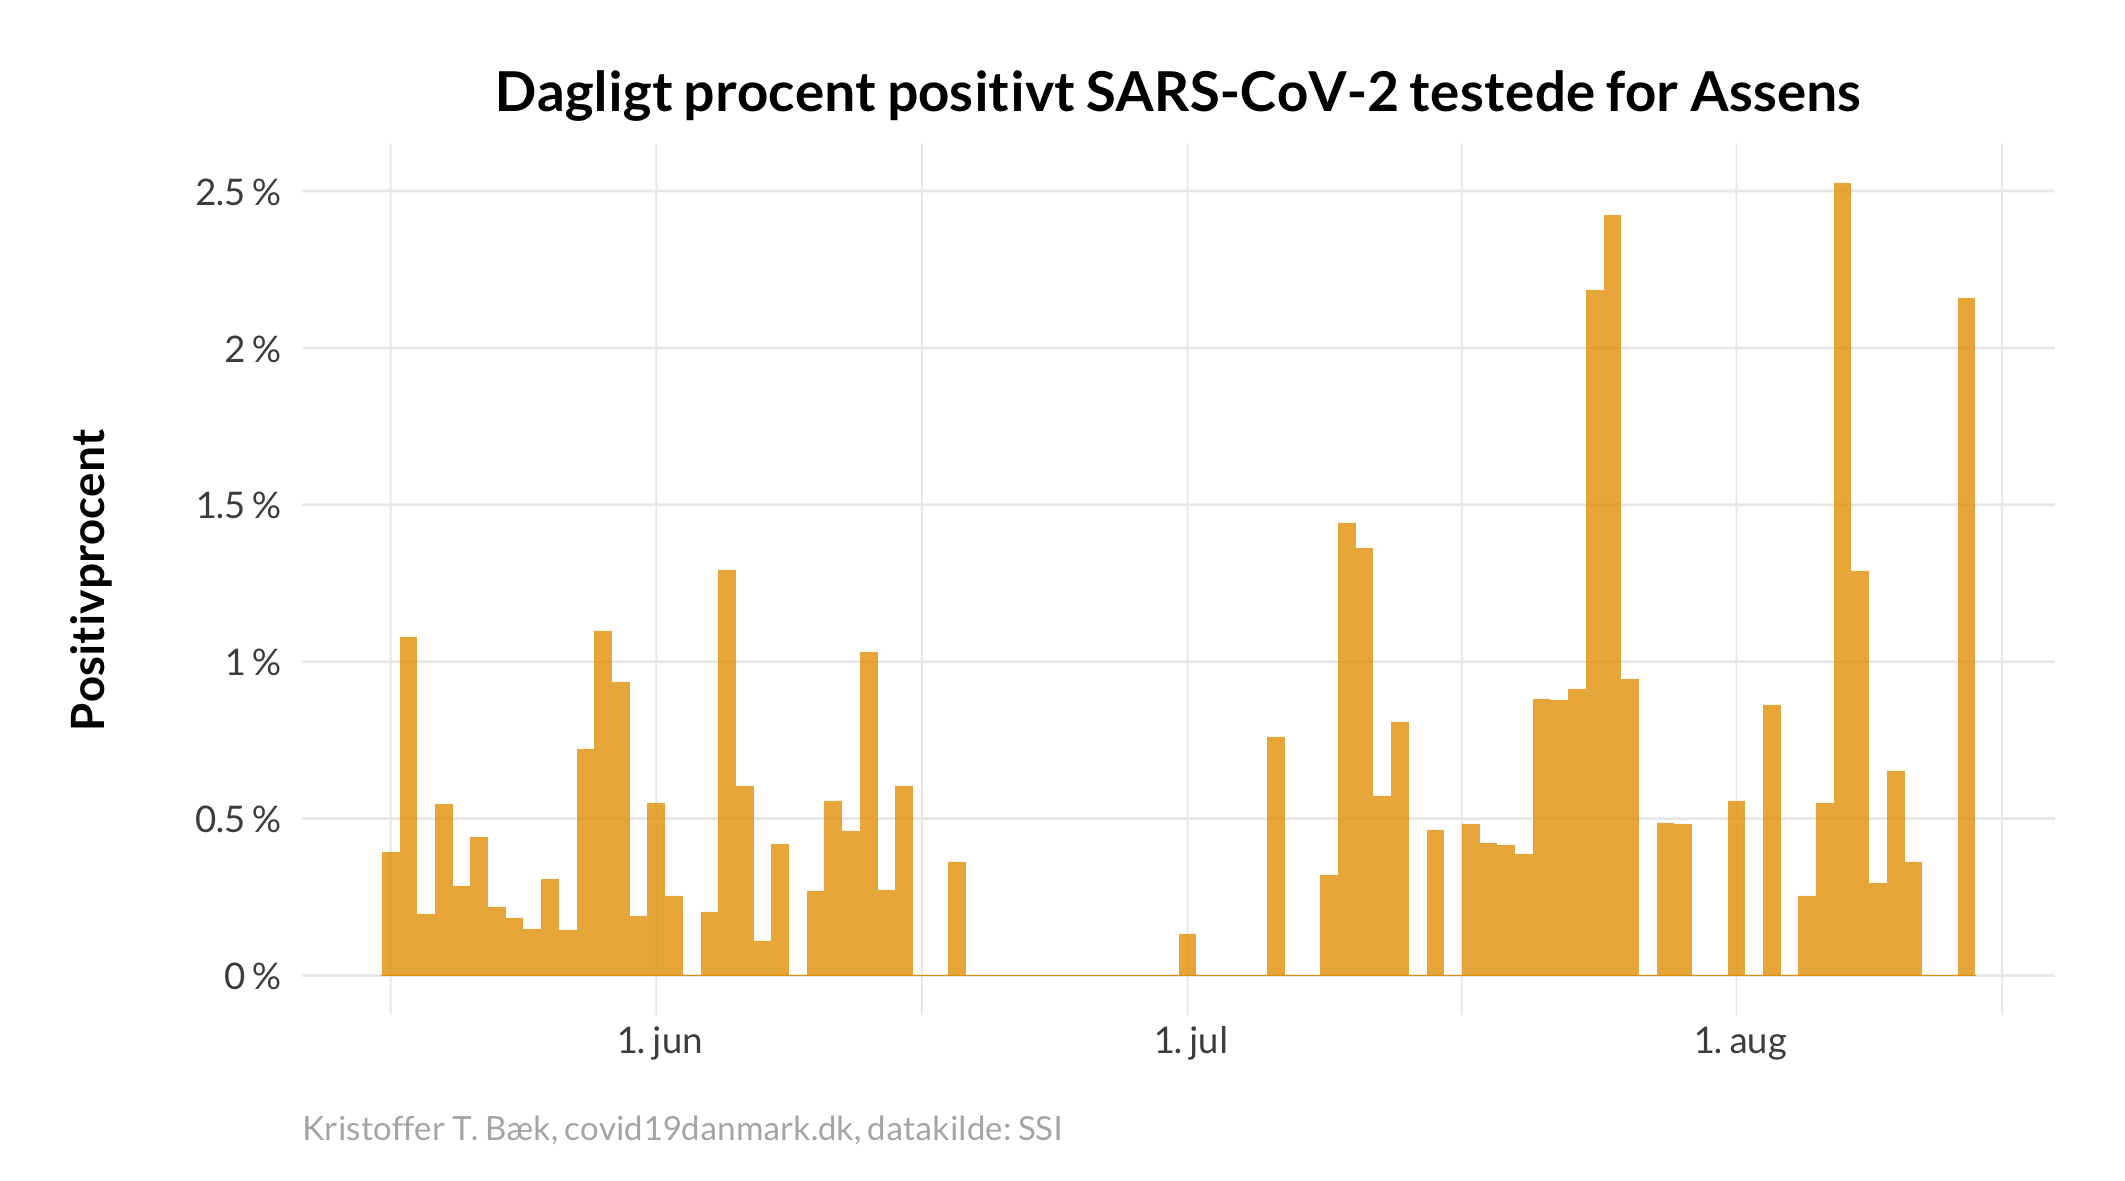 Dagligt procent positivt SARS-CoV-2 testede for Assens
Positivprocent
2.5 %
2 %
1.5 %
1 %
0.5 %
0 %
1. jun
1. jul
1. aug
Kristoffer T. Bæk, covid19danmark.dk, datakilde: SSI